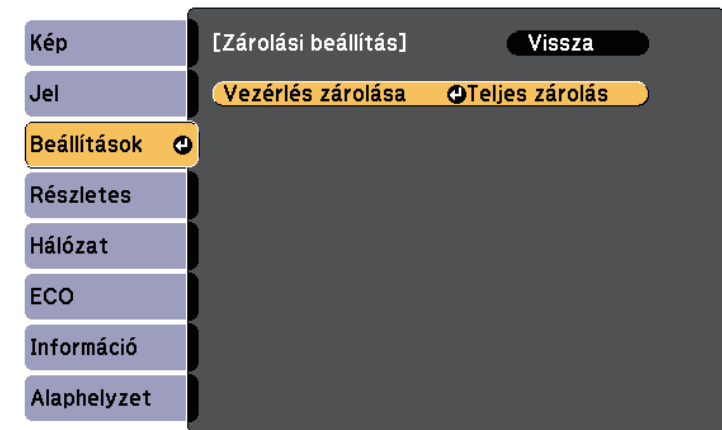 Kép
Jel
Beállítások
Részletes
Hálózat
ECO
Információ
Alaphelyzet
[Zárolási beállítás] Vissza
Vezérlés zárolása Teljes zárolás